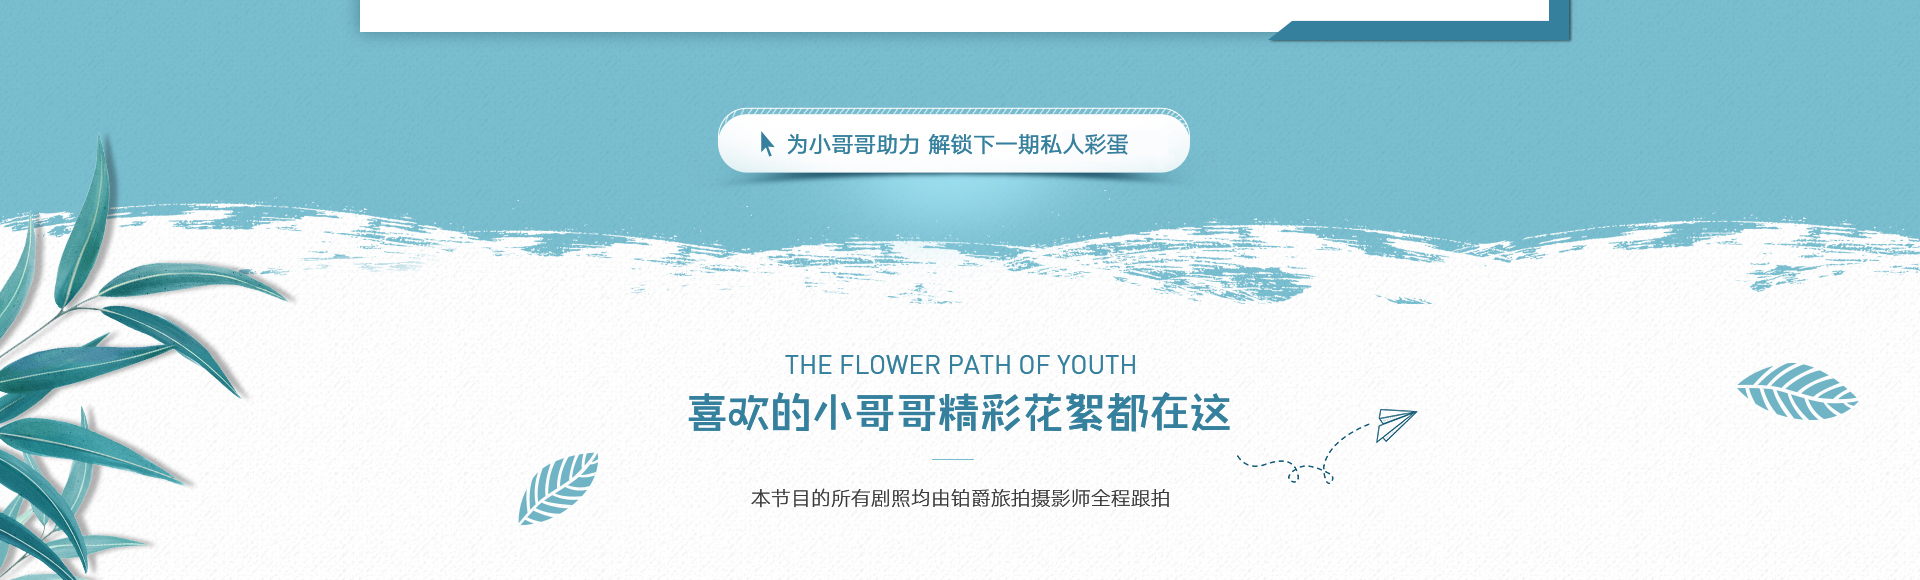 为小哥哥助力 解锁下一期私人彩蛋
THE FLOWER PATH OF YOUTH
喜欢的小哥哥精彩花絮都在这
本节目的所有剧照均由铂爵旅拍摄影师全程跟拍